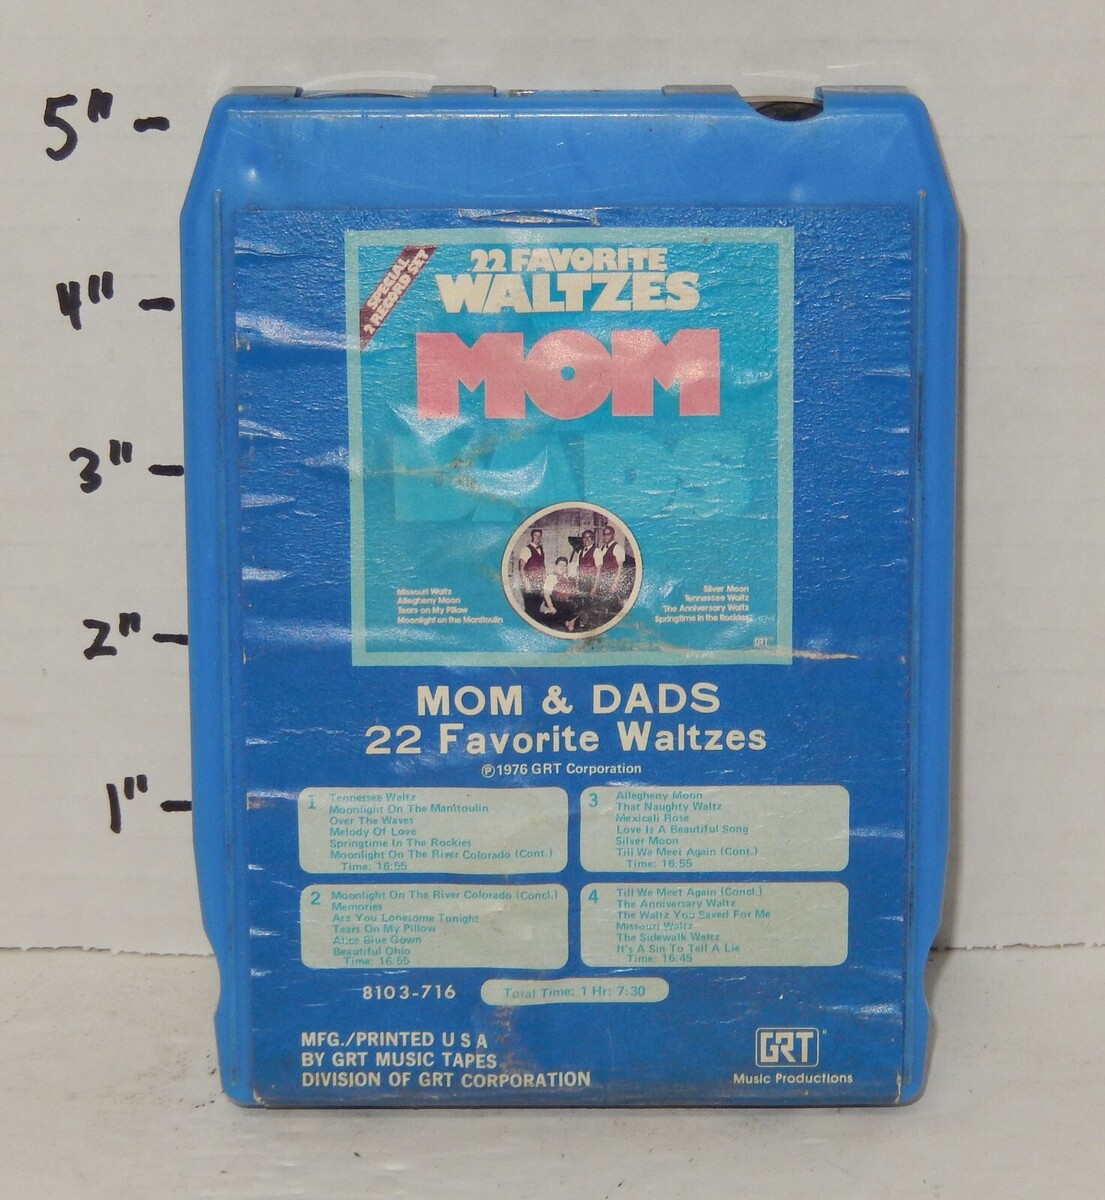 5"
4"
3"
2"
1"
SPECIAL
2 RECORD SET
22 FAVORITE
WALTZES
MOM
DADS
Missouri Waltz
Allegheny Moon
Tears on My Pillow
Moonlight on the Manitoulin
Silver Moon
Tennessee Waltz
The Anniversary Waltz
Springtime in the Rockies
GRT
MOM & DADS
22 Favorite Waltzes
℗1976 GRT Corporation
1 Tennessee Waltz
Moonlight On The Manitoulin
Over The Waves
Melody Of Love
Springtime In The Rockies
Moonlight On The River Colorado (Cont.)
Time: 16:55
2 Moonlight On The River Colorado (Concl.)
Memories
Are You Lonesome Tonight
Tears On My Pillow
Alice Blue Gown
Beautiful Ohio
Time: 16:55
3 Allegheny Moon
That Naughty Waltz
Mexicali Rose
Love Is A Beautiful Song
Silver Moon
Till We Meet Again (Cont.)
Time: 16:55
4 Till We Meet Again (Concl.)
The Anniversary Waltz
The Waltz You Saved For Me
Missouri Waltz
The Sidewalk Waltz
It's A Sin To Tell A Lie
Time: 16:45
8103-716
Total Time: 1 Hr: 7:30
MFG./PRINTED U S A
BY GRT MUSIC TAPES
DIVISION OF GRT CORPORATION
GRT
Music Productions